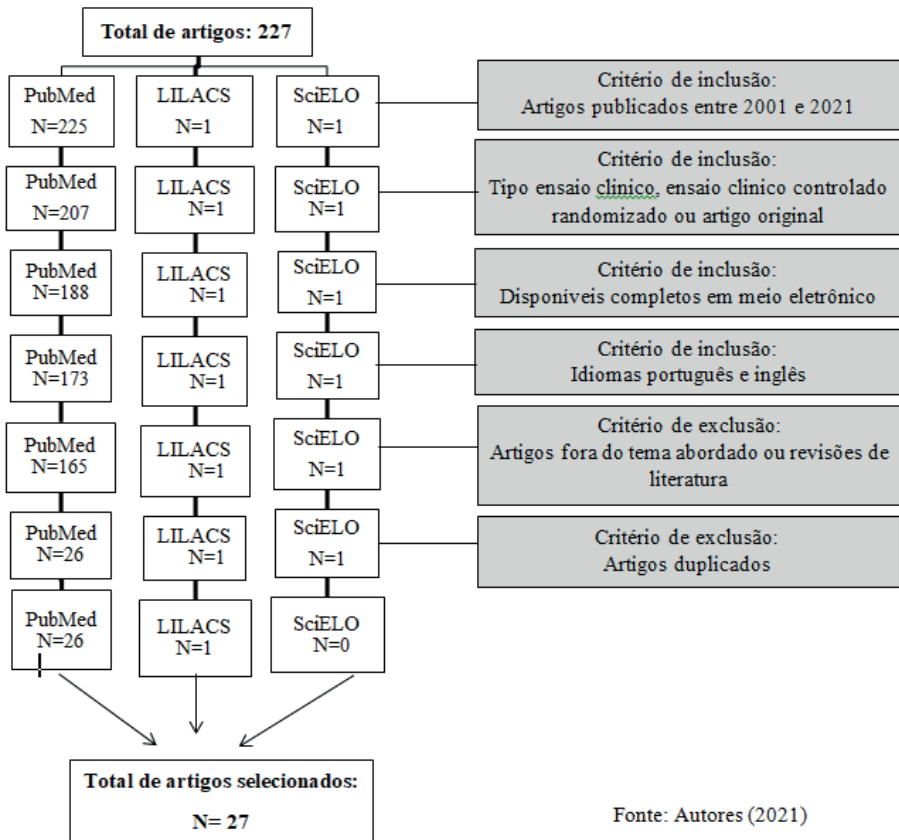 Total de artigos: 227
PubMed
N=225
LILACS
N=1
SciELO
N=1
Critério de inclusão:
Artigos publicados entre 2001 e 2021
PubMed
N=207
LILACS
N=1
SciELO
N=1
Critério de inclusão:
Tipo ensaio clinico, ensaio clinico controlado
randomizado ou artigo original
PubMed
N=188
LILACS
N=1
SciELO
N=1
Critério de inclusão:
Disponíveis completos em meio eletrônico
PubMed
N=173
LILACS
N=1
SciELO
N=1
Critério de inclusão:
Idiomas português e inglês
PubMed
N=165
LILACS
N=1
SciELO
N=1
Critério de exclusão:
Artigos fora do tema abordado ou revisões de
literatura
PubMed
N=26
LILACS
N=1
SciELO
N=1
Critério de exclusão:
Artigos duplicados
PubMed
N=26
LILACS
N=1
SciELO
N=0
Total de artigos selecionados:
N= 27
Fonte: Autores (2021)